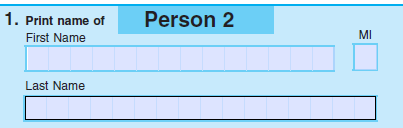 1. Print name of Person 2
First Name MI
Last Name